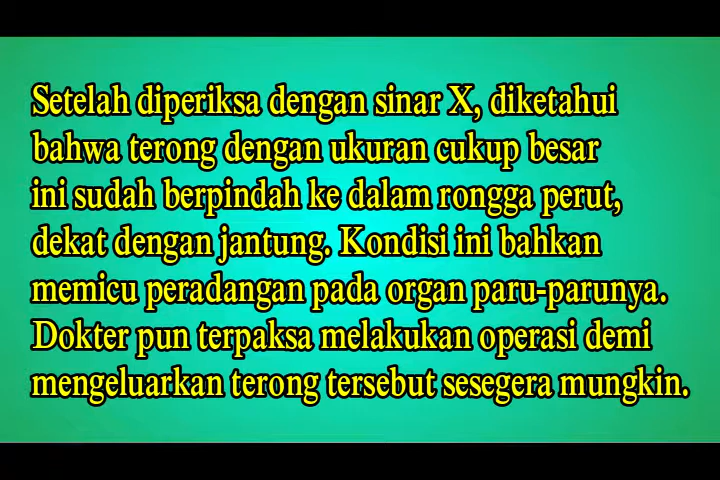 Setelah diperiksa dengan sinar X, diketahui
bahwa terong dengan ukuran cukup besar
ini sudah berpindah ke dalam rongga perut,
dekat dengan jantung. Kondisi ini bahkan
memicu peradangan pada organ paru-parunya.
Dokter pun terpaksa melakukan operasi demi
mengeluarkan terong tersebut sesegera mungkin.